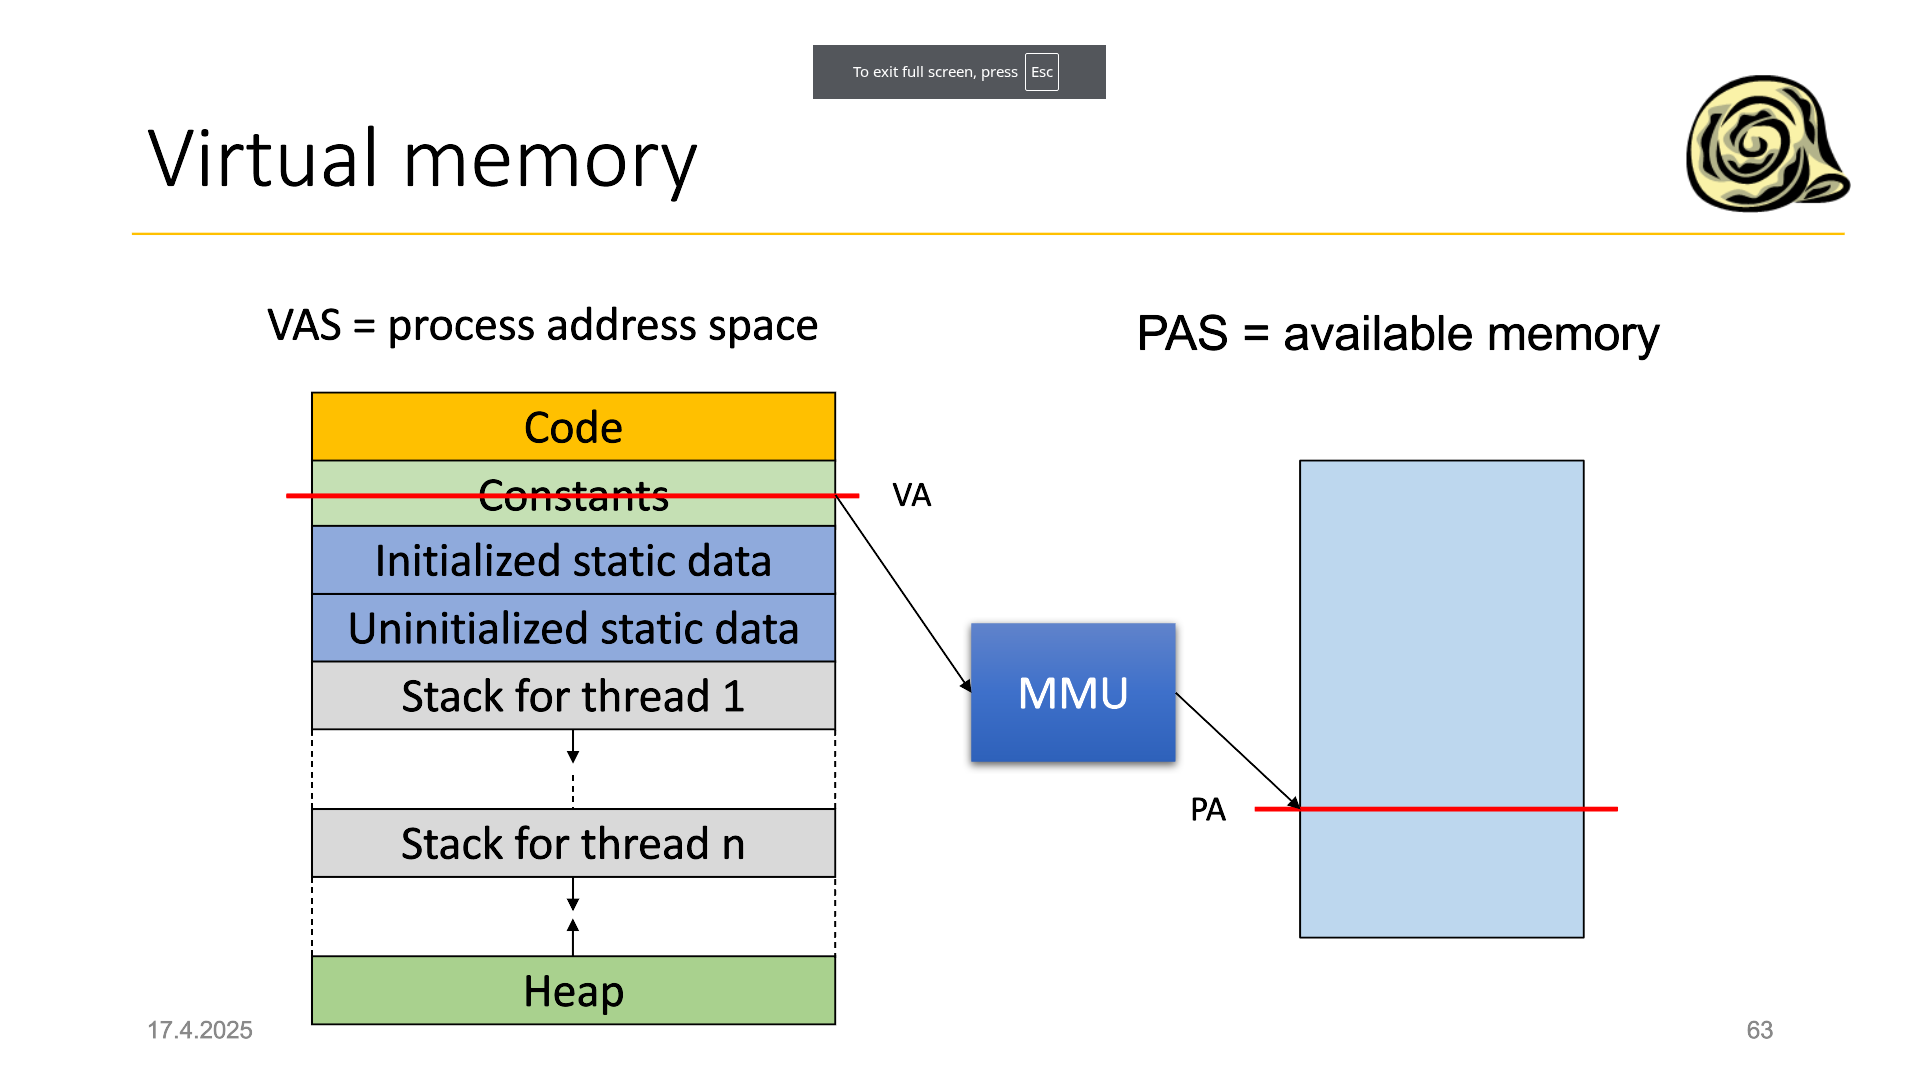 To exit full screen, press Esc
Virtual memory
VAS = process address space
PAS = available memory
Code
Constants
VA
Initialized static data
Uninitialized static data
Stack for thread 1
MMU
PA
Stack for thread n
Heap
17.4.2025
63